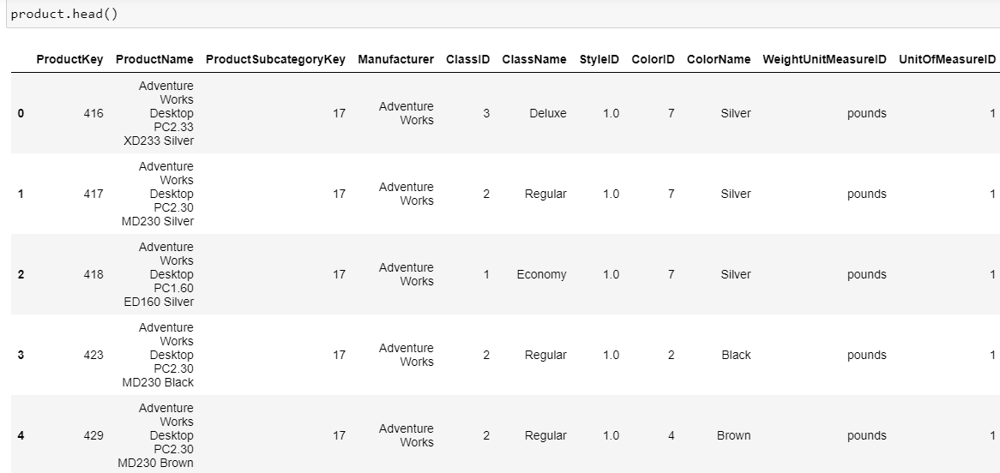 product.head()
ProductKey ProductName ProductSubcategoryKey Manufacturer ClassID ClassName StyleID ColorID ColorName WeightUnitMeasureID UnitOfMeasureID
0 416 Adventure Works Desktop PC2.33 XD233 Silver 17 Adventure Works 3 Deluxe 1.0 7 Silver pounds 1
1 417 Adventure Works Desktop PC2.30 MD230 Silver 17 Adventure Works 2 Regular 1.0 7 Silver pounds 1
2 418 Adventure Works Desktop PC1.60 ED160 Silver 17 Adventure Works 1 Economy 1.0 7 Silver pounds 1
3 423 Adventure Works Desktop PC2.30 MD230 Black 17 Adventure Works 2 Regular 1.0 2 Black pounds 1
4 429 Adventure Works Desktop PC2.30 MD230 Brown 17 Adventure Works 2 Regular 1.0 4 Brown pounds 1